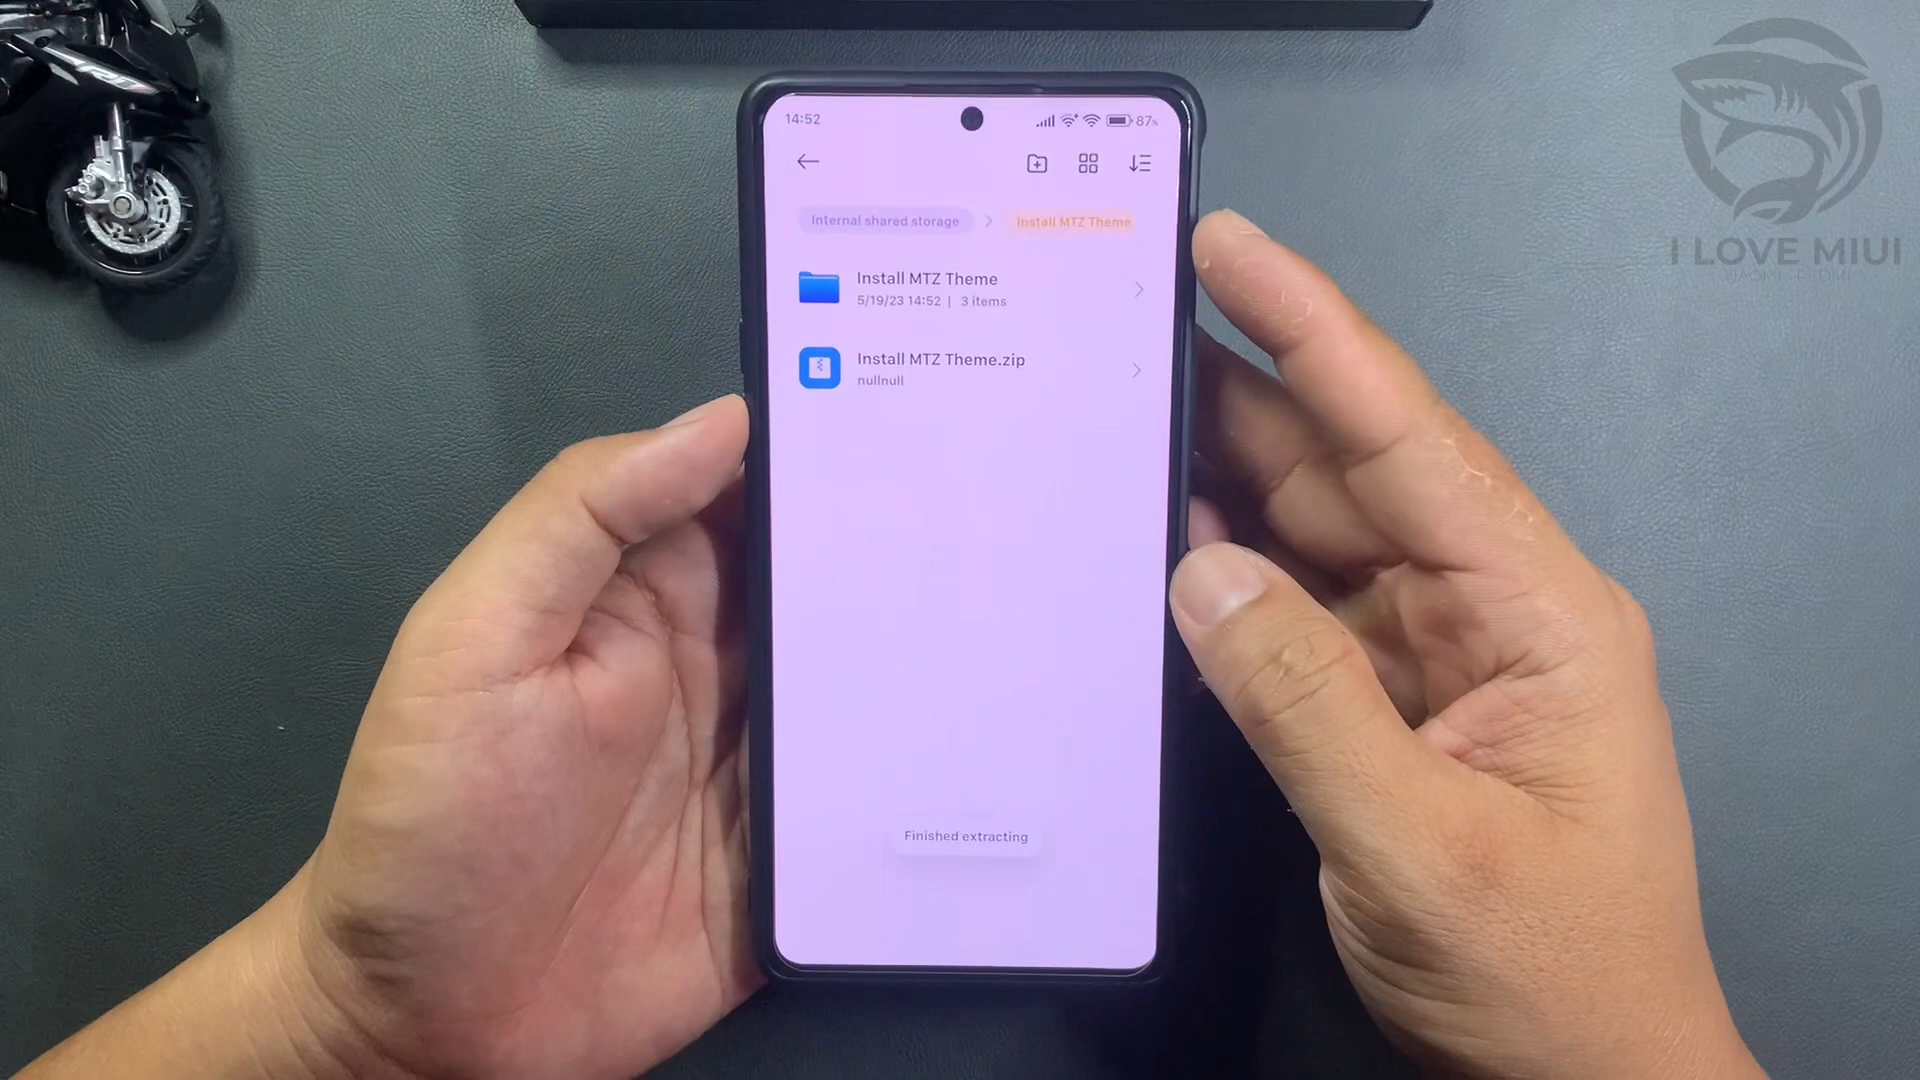 14:52
87%
Internal shared storage
Install MTZ Theme
Install MTZ Theme
5/19/23 14:52 | 3 items
Install MTZ Theme.zip
nullnull
Finished extracting
I LOVE MIUI